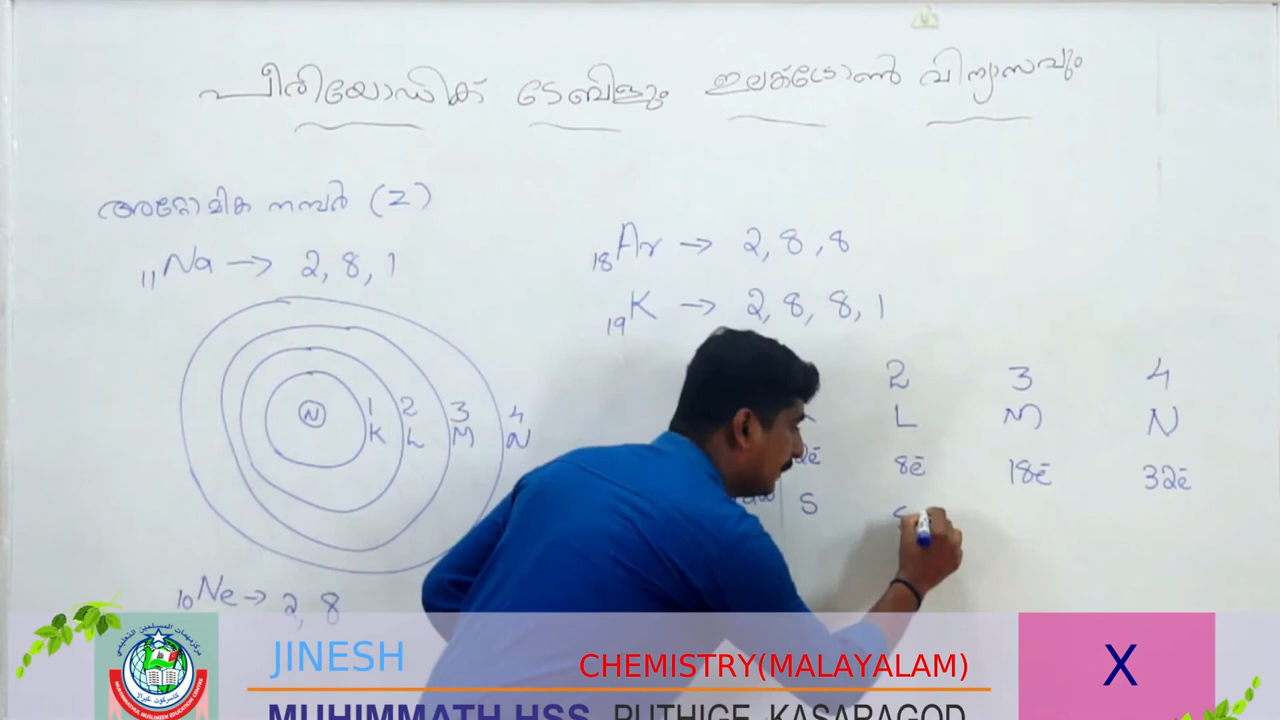 പീരിയോഡിക് ടേബിളും ഇലക്ട്രോൺ വിന്യാസവും
അറ്റോമിക നമ്പർ (Z)
₁₁Na → 2, 8, 1
₁₈Ar → 2, 8, 8
₁₉K → 2, 8, 8, 1
2 3 4
L M N
2ē 8ē 18ē 32ē
S
N
1 2 3 4
K L M N
₁₀Ne → 2, 8
JINESH
CHEMISTRY(MALAYALAM)
X
MUHIMMATH HSS PUTHIGE, KASARAGOD